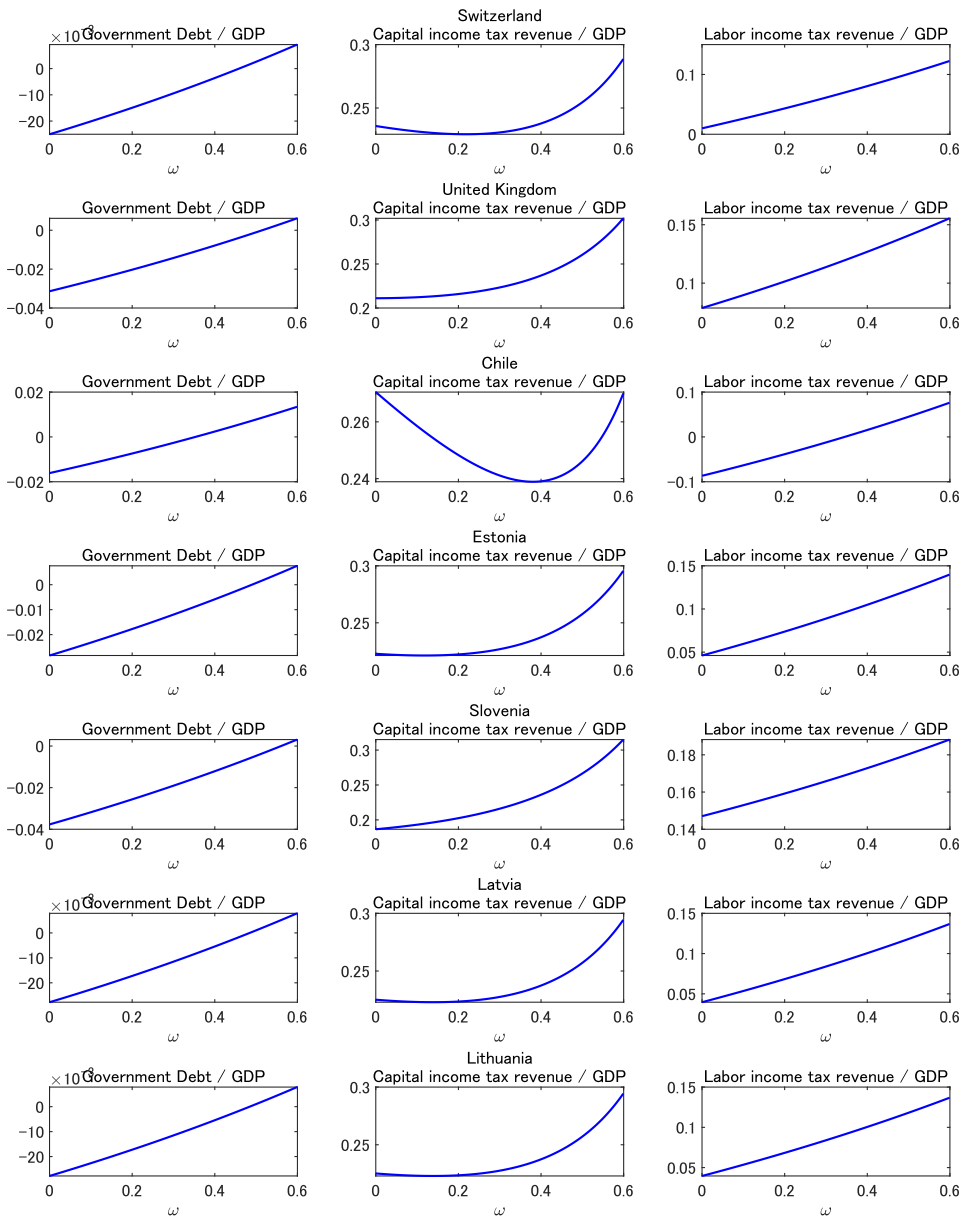 Switzerland
×10⁻³
Government Debt / GDP
0
−10
−20
0 0.2 0.4 0.6
ω
Capital income tax revenue / GDP
0.3
0.25
0 0.2 0.4 0.6
ω
Labor income tax revenue / GDP
0.1
0
0 0.2 0.4 0.6
ω
United Kingdom
Government Debt / GDP
0
−0.02
−0.04
0 0.2 0.4 0.6
ω
Capital income tax revenue / GDP
0.3
0.25
0.2
0 0.2 0.4 0.6
ω
Labor income tax revenue / GDP
0.15
0.1
0 0.2 0.4 0.6
ω
Chile
Government Debt / GDP
0.02
0
−0.02
0 0.2 0.4 0.6
ω
Capital income tax revenue / GDP
0.26
0.24
0 0.2 0.4 0.6
ω
Labor income tax revenue / GDP
0.1
0
−0.1
0 0.2 0.4 0.6
ω
Estonia
Government Debt / GDP
0
−0.01
−0.02
0 0.2 0.4 0.6
ω
Capital income tax revenue / GDP
0.3
0.25
0 0.2 0.4 0.6
ω
Labor income tax revenue / GDP
0.15
0.1
0.05
0 0.2 0.4 0.6
ω
Slovenia
Government Debt / GDP
0
−0.02
−0.04
0 0.2 0.4 0.6
ω
Capital income tax revenue / GDP
0.3
0.25
0.2
0 0.2 0.4 0.6
ω
Labor income tax revenue / GDP
0.18
0.16
0.14
0 0.2 0.4 0.6
ω
Latvia
×10⁻³
Government Debt / GDP
0
−10
−20
0 0.2 0.4 0.6
ω
Capital income tax revenue / GDP
0.3
0.25
0 0.2 0.4 0.6
ω
Labor income tax revenue / GDP
0.15
0.1
0.05
0 0.2 0.4 0.6
ω
Lithuania
×10⁻³
Government Debt / GDP
0
−10
−20
0 0.2 0.4 0.6
ω
Capital income tax revenue / GDP
0.3
0.25
0 0.2 0.4 0.6
ω
Labor income tax revenue / GDP
0.15
0.1
0.05
0 0.2 0.4 0.6
ω